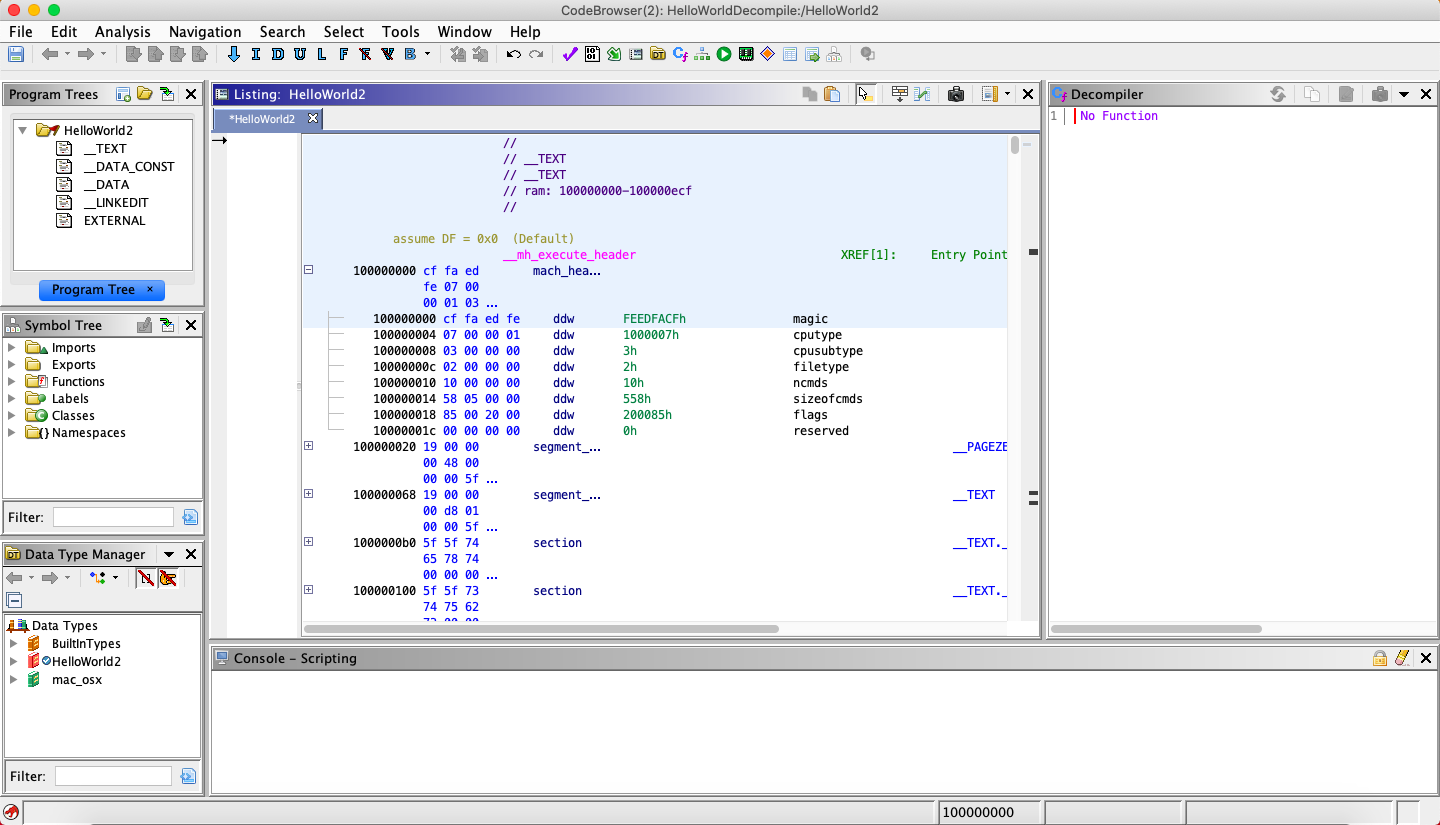 CodeBrowser(2): HelloWorldDecompile:/HelloWorld2
File Edit Analysis Navigation Search Select Tools Window Help
I D U L F R V B
Program Trees
HelloWorld2
__TEXT
__DATA_CONST
__DATA
__LINKEDIT
EXTERNAL
Program Tree ×
Symbol Tree
Imports
Exports
Functions
Labels
Classes
Namespaces
Filter:
Data Type Manager
Data Types
BuiltInTypes
HelloWorld2
mac_osx
Filter:
Listing: HelloWorld2
*HelloWorld2
//
// __TEXT
// __TEXT
// ram: 100000000-100000ecf
//
assume DF = 0x0 (Default)
__mh_execute_header XREF[1]: Entry Point
100000000 cf fa ed mach_hea...
fe 07 00
00 01 03 ...
100000000 cf fa ed fe ddw FEEDFACFh magic
100000004 07 00 00 01 ddw 1000007h cputype
100000008 03 00 00 00 ddw 3h cpusubtype
10000000c 02 00 00 00 ddw 2h filetype
100000010 10 00 00 00 ddw 10h ncmds
100000014 58 05 00 00 ddw 558h sizeofcmds
100000018 85 00 20 00 ddw 200085h flags
10000001c 00 00 00 00 ddw 0h reserved
100000020 19 00 00 segment_... __PAGEZE
00 48 00
00 00 5f ...
100000068 19 00 00 segment_... __TEXT
00 d8 01
00 00 5f ...
1000000b0 5f 5f 74 section __TEXT._
65 78 74
00 00 00 ...
100000100 5f 5f 73 section __TEXT._
74 75 62
Decompiler
1 No Function
Console - Scripting
100000000